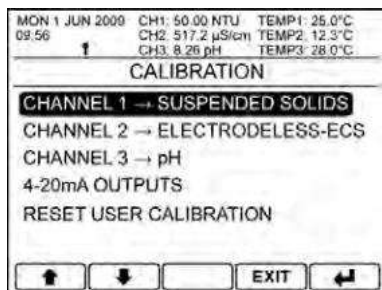 MON 1 JUN 2009 CH1: 50.00 NTU TEMP1: 25.0°C
09:56 CH2: 517.2 µS/cm TEMP2: 12.3°C
CH3: 8.26 pH TEMP3: 28.0°C
CALIBRATION
CHANNEL 1 → SUSPENDED SOLIDS
CHANNEL 2 → ELECTRODELESS-ECS
CHANNEL 3 → pH
4-20mA OUTPUTS
RESET USER CALIBRATION
EXIT